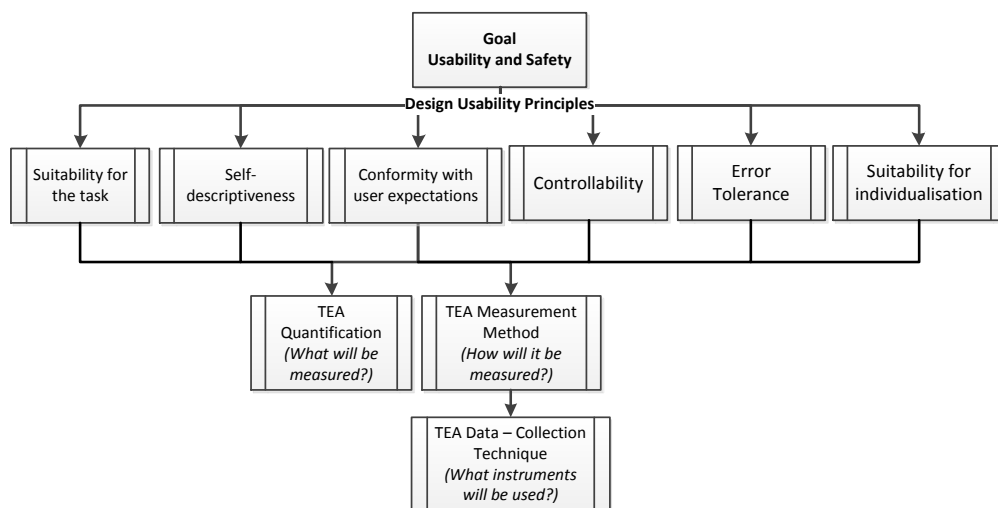 Goal
Usability and Safety
Design Usability Principles
Suitability for
the task
Self-
descriptiveness
Conformity with
user expectations
Controllability
Error
Tolerance
Suitability for
individualisation
TEA
Quantification
(What will be
measured?)
TEA Measurement
Method
(How will it be
measured?)
TEA Data – Collection
Technique
(What instruments
will be used?)